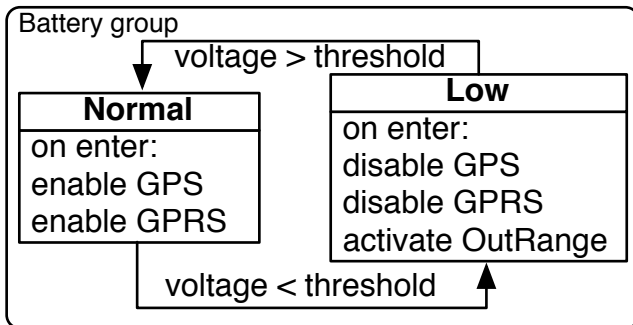 Battery group
voltage > threshold
Normal
on enter:
enable GPS
enable GPRS
Low
on enter:
disable GPS
disable GPRS
activate OutRange
voltage < threshold